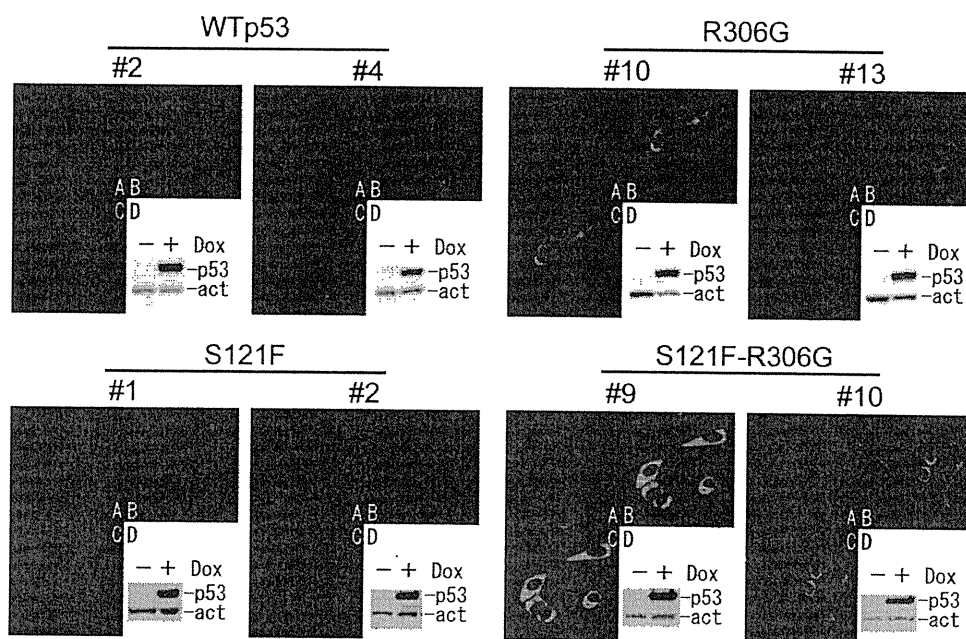 WTp53
R306G
#2
#4
#10
#13
A B
C D
− + Dox
-p53
-act
A B
C D
− + Dox
-p53
-act
A B
C D
− + Dox
-p53
-act
A B
C D
− + Dox
-p53
-act
S121F
S121F-R306G
#1
#2
#9
#10
A B
C D
− + Dox
-p53
-act
A B
C D
− + Dox
-p53
-act
A B
C D
− + Dox
-p53
-act
A B
C D
− + Dox
-p53
-act